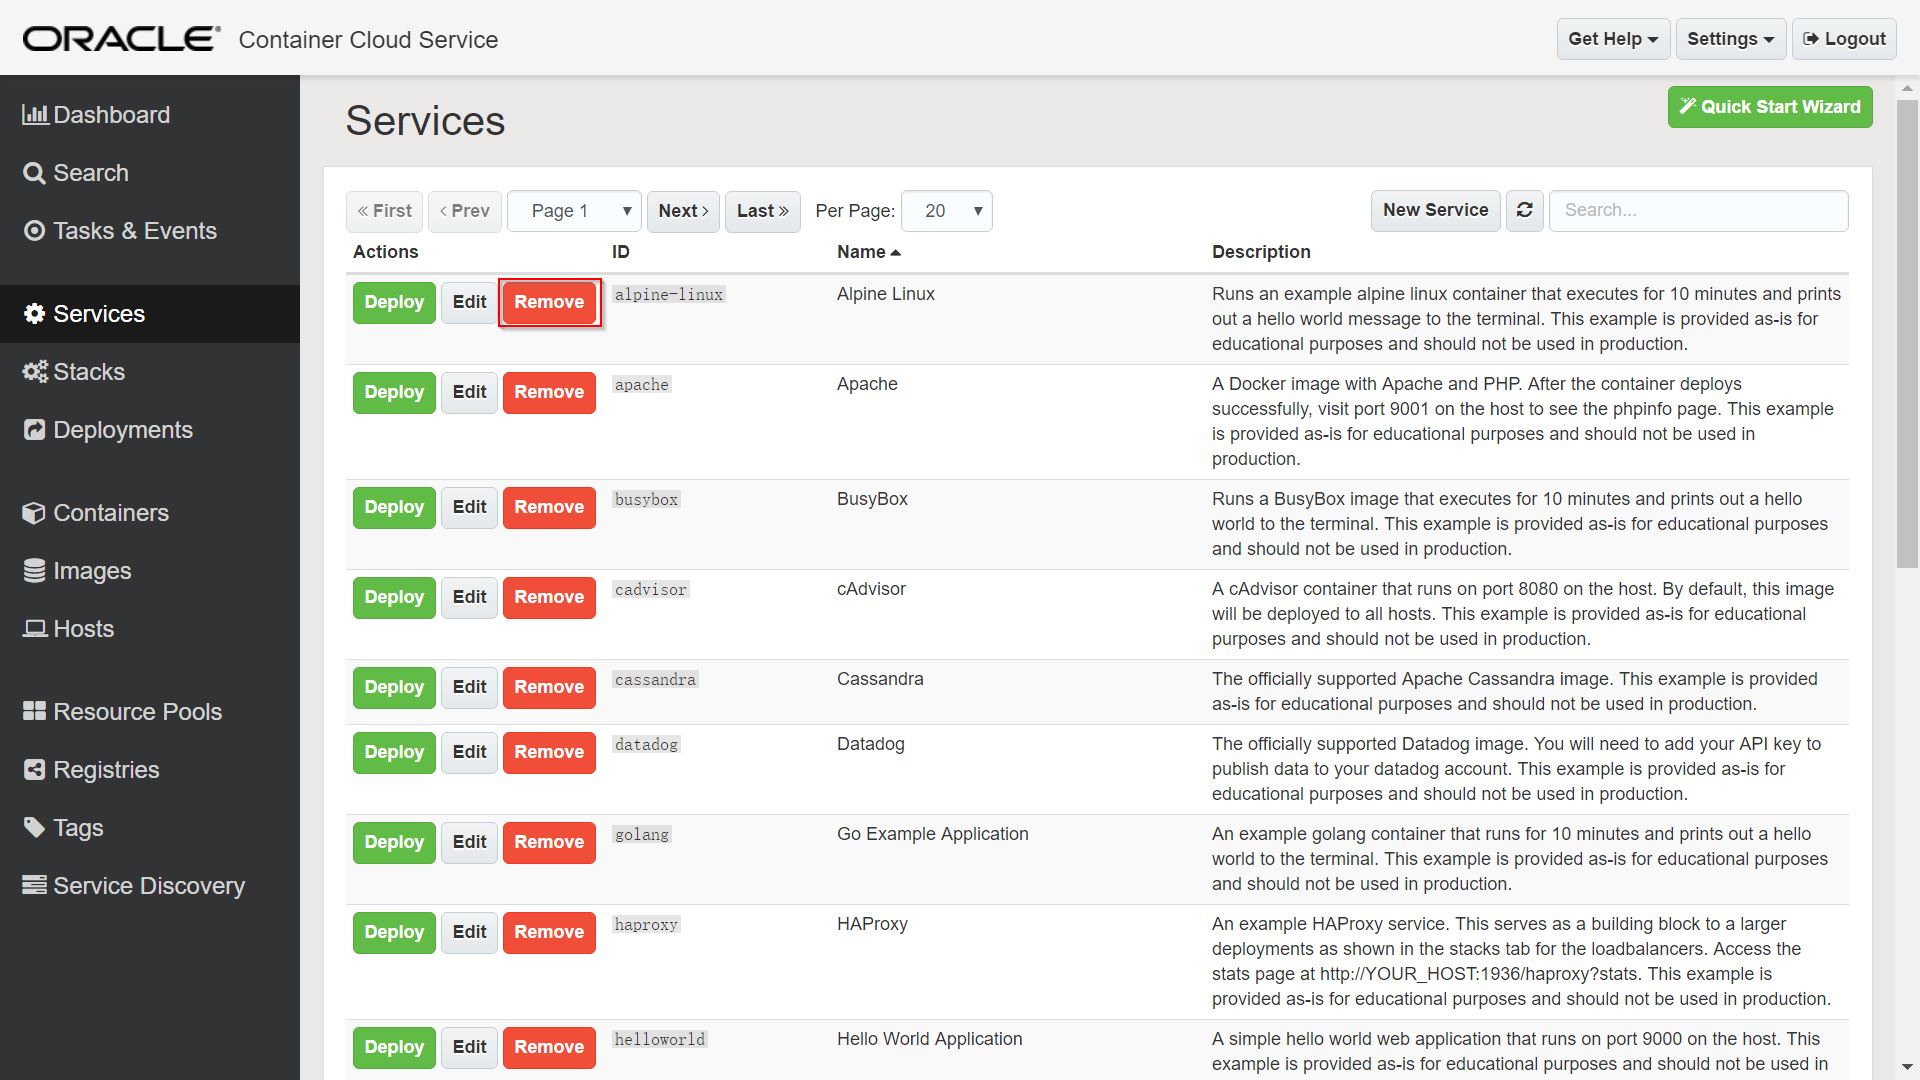 ORACLE® Container Cloud Service
Get Help
Settings
Logout
Dashboard
Search
Tasks & Events
Services
Stacks
Deployments
Containers
Images
Hosts
Resource Pools
Registries
Tags
Service Discovery
Services
Quick Start Wizard
« First
‹ Prev
Page 1
Next ›
Last »
Per Page:
20
New Service
Search...
Actions
ID
Name
Description
Deploy
Edit
Remove
alpine-linux
Alpine Linux
Runs an example alpine linux container that executes for 10 minutes and prints
out a hello world message to the terminal. This example is provided as-is for
educational purposes and should not be used in production.
Deploy
Edit
Remove
apache
Apache
A Docker image with Apache and PHP. After the container deploys
successfully, visit port 9001 on the host to see the phpinfo page. This example
is provided as-is for educational purposes and should not be used in
production.
Deploy
Edit
Remove
busybox
BusyBox
Runs a BusyBox image that executes for 10 minutes and prints out a hello
world to the terminal. This example is provided as-is for educational purposes
and should not be used in production.
Deploy
Edit
Remove
cadvisor
cAdvisor
A cAdvisor container that runs on port 8080 on the host. By default, this image
will be deployed to all hosts. This example is provided as-is for educational
purposes and should not be used in production.
Deploy
Edit
Remove
cassandra
Cassandra
The officially supported Apache Cassandra image. This example is provided
as-is for educational purposes and should not be used in production.
Deploy
Edit
Remove
datadog
Datadog
The officially supported Datadog image. You will need to add your API key to
publish data to your datadog account. This example is provided as-is for
educational purposes and should not be used in production.
Deploy
Edit
Remove
golang
Go Example Application
An example golang container that runs for 10 minutes and prints out a hello
world to the terminal. This example is provided as-is for educational purposes
and should not be used in production.
Deploy
Edit
Remove
haproxy
HAProxy
An example HAProxy service. This serves as a building block to a larger
deployments as shown in the stacks tab for the loadbalancers. Access the
stats page at http://YOUR_HOST:1936/haproxy?stats. This example is
provided as-is for educational purposes and should not be used in production.
Deploy
Edit
Remove
helloworld
Hello World Application
A simple hello world web application that runs on port 9000 on the host. This
example is provided as-is for educational purposes and should not be used in